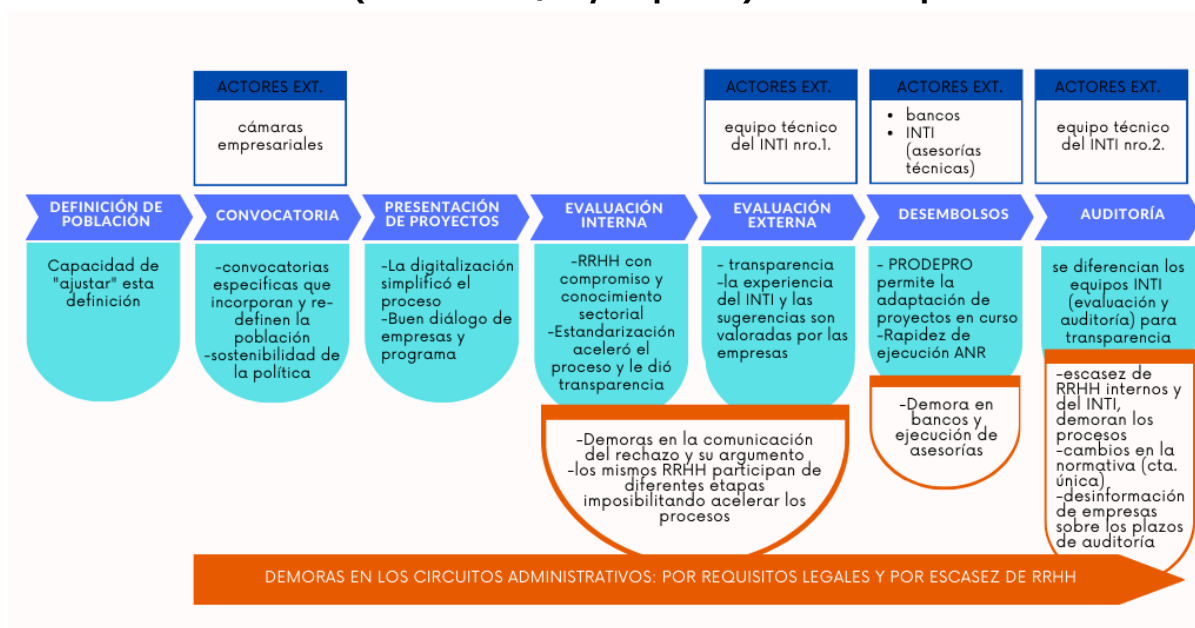 ACTORES EXT.
cámaras
empresariales
ACTORES EXT.
equipo técnico
del INTI nro.1.
ACTORES EXT.
• bancos
• INTI
(asesorías
técnicas)
ACTORES EXT.
equipo técnico
del INTI nro.2.
DEFINICIÓN DE
POBLACIÓN
CONVOCATORIA
PRESENTACIÓN
DE PROYECTOS
EVALUACIÓN
INTERNA
EVALUACIÓN
EXTERNA
DESEMBOLSOS
AUDITORÍA
Capacidad de
"ajustar" esta
definición
-convocatorias
especificas que
incorporan y re-
definen la
población
-sostenibilidad de
la política
-La digitalización
simplificó el
proceso
-Buen diálogo de
empresas y
programa
-RRHH con
compromiso y
conocimiento
sectorial
-Estandarización
aceleró el
proceso y le dió
transparencia
- transparencia
-la experiencia
del INTI y las
sugerencias son
valoradas por las
empresas
- PRODEPRO
permite la
adaptación de
proyectos en curso
-Rapidez de
ejecución ANR
se diferencian los
equipos INTI
(evaluación y
auditoría) para
transparencia
-Demoras en la comunicación
del rechazo y su argumento
-los mismos RRHH participan de
diferentes etapas
imposibilitando acelerar los
procesos
-Demora en
bancos y
ejecución de
asesorías
-escasez de
RRHH internos y
del INTI,
demoran los
procesos
-cambios en la
normativa (cta.
única)
-desinformación
de empresas
sobre los plazos
de auditoría
DEMORAS EN LOS CIRCUITOS ADMINISTRATIVOS: POR REQUISITOS LEGALES Y POR ESCASEZ DE RRHH